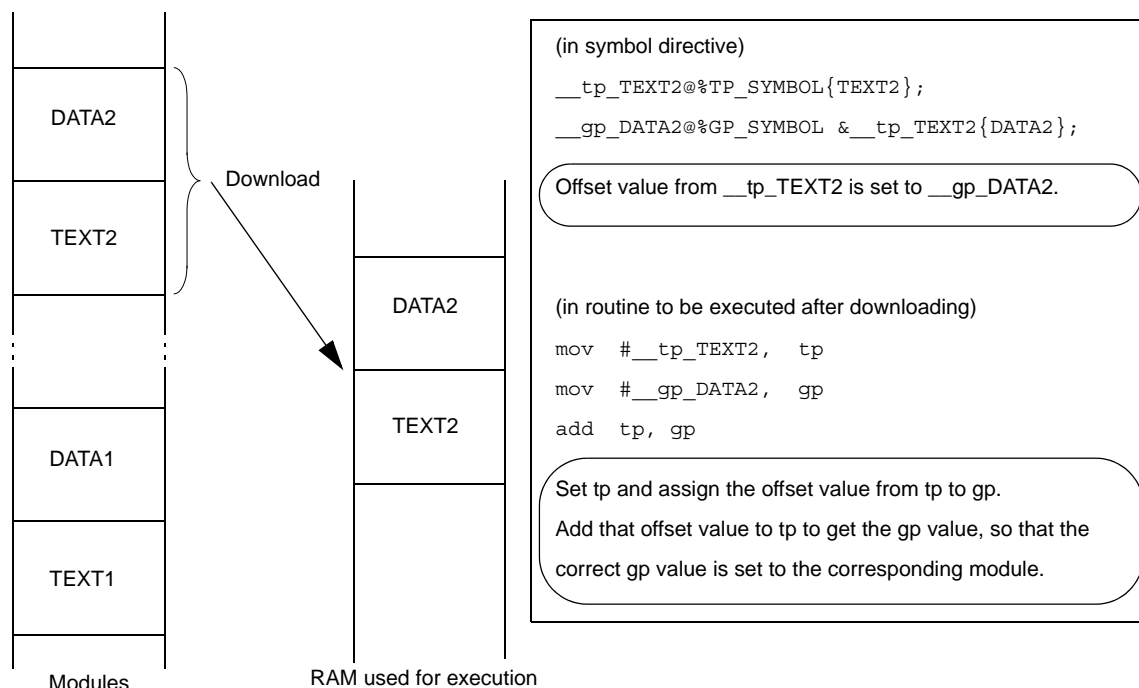 DATA2
TEXT2
DATA1
TEXT1
Modules
Download
DATA2
TEXT2
RAM used for execution
(in symbol directive)
__tp_TEXT2@%TP_SYMBOL{TEXT2};
__gp_DATA2@%GP_SYMBOL &__tp_TEXT2{DATA2};
Offset value from __tp_TEXT2 is set to __gp_DATA2.
(in routine to be executed after downloading)
mov #__tp_TEXT2, tp
mov #__gp_DATA2, gp
add tp, gp
Set tp and assign the offset value from tp to gp.
Add that offset value to tp to get the gp value, so that the
correct gp value is set to the corresponding module.